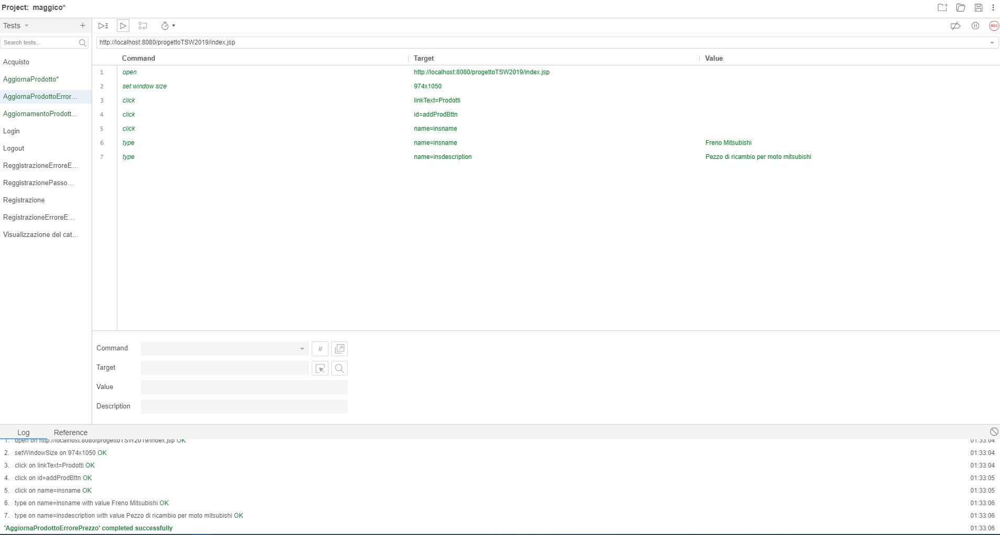 Project: maggico*
Tests
Search tests...
Acquisto
AggiornaProdotto*
AggiornaProdottoError...
AggiornamentoProdott...
Login
Logout
ReggistrazioneErroreE...
ReggistrazionePasso...
Registrazione
RegistrazioneErroreE...
Visualizzazione del cat...
REC
http://localhost:8080/progettoTSW2019/index.jsp
Command Target Value
1 open http://localhost:8080/progettoTSW2019/index.jsp
2 set window size 974x1050
3 click linkText=Prodotti
4 click id=addProdBttn
5 click name=insname
6 type name=insname Freno Mitsubishi
7 type name=insdescription Pezzo di ricambio per moto mitsubishi
Command //
Target
Value
Description
Log Reference
1. open on http://localhost:8080/progettoTSW2019/index.jsp OK 01:33:04
2. setWindowSize on 974x1050 OK 01:33:04
3. click on linkText=Prodotti OK 01:33:04
4. click on id=addProdBttn OK 01:33:05
5. click on name=insname OK 01:33:05
6. type on name=insname with value Freno Mitsubishi OK 01:33:06
7. type on name=insdescription with value Pezzo di ricambio per moto mitsubishi OK 01:33:06
'AggiornaProdottoErrorePrezzo' completed successfully 01:33:06